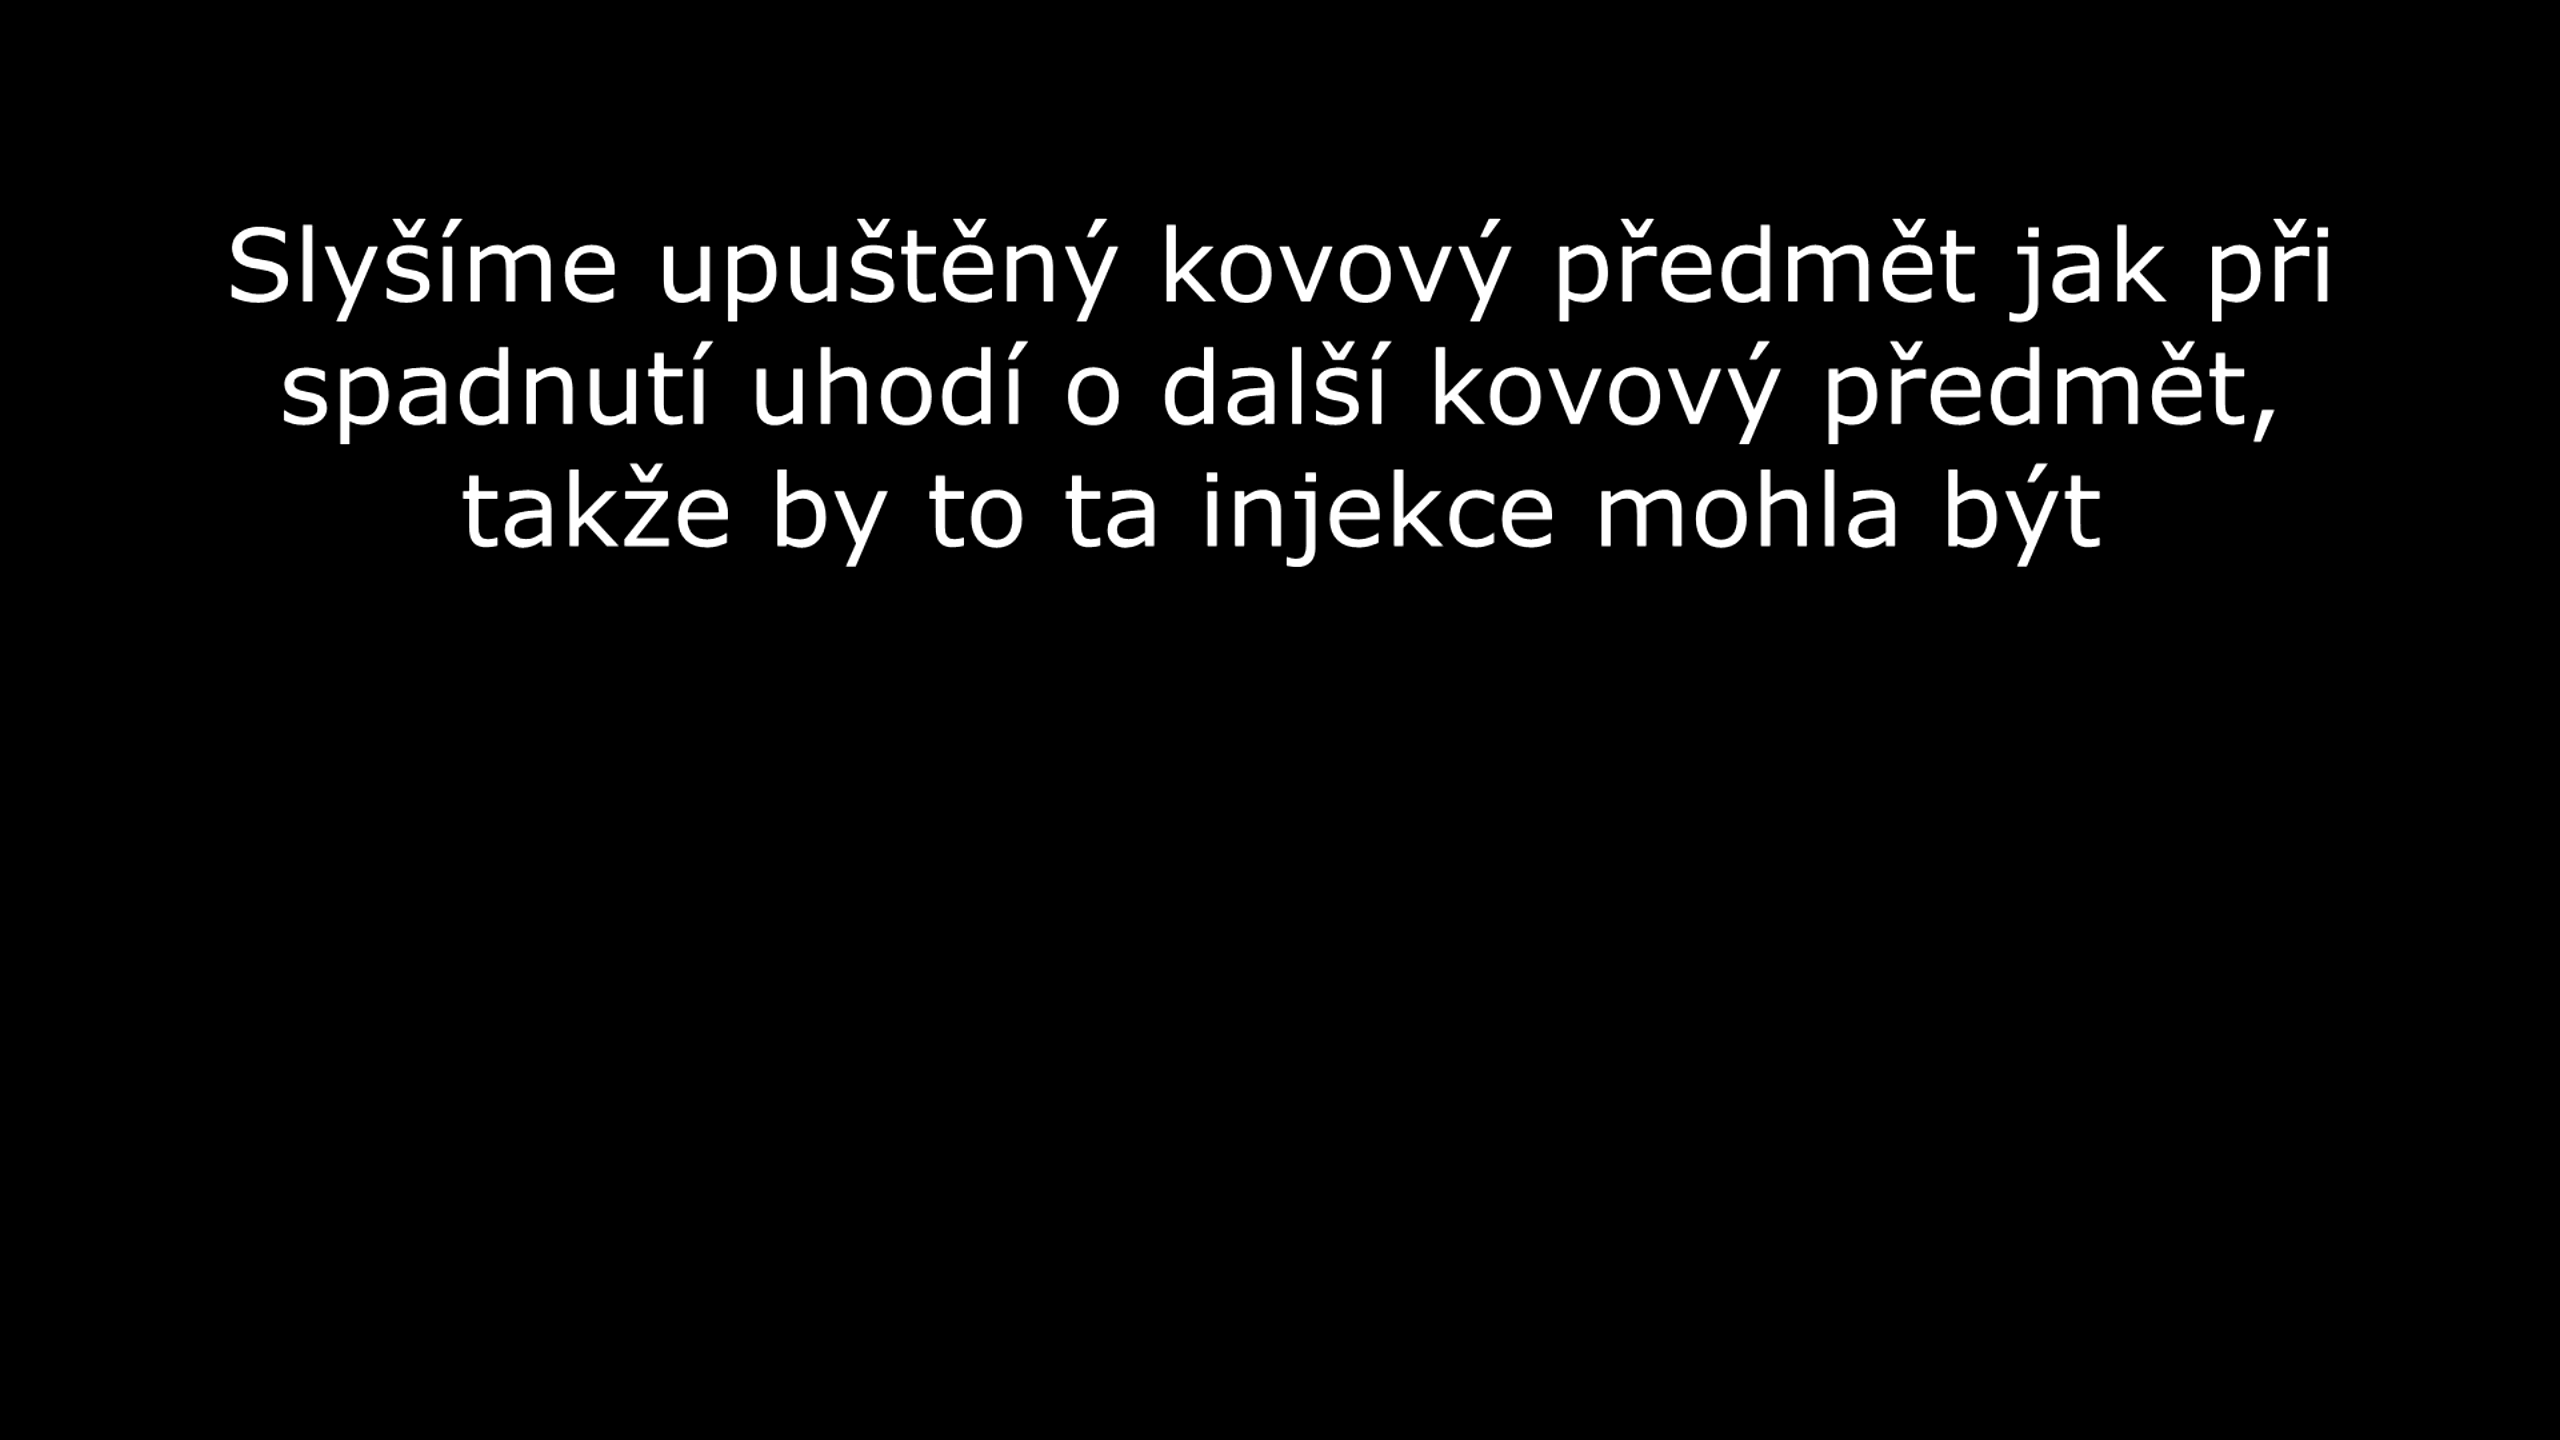 Slyšíme upuštěný kovový předmět jak při
spadnutí uhodí o další kovový předmět,
takže by to ta injekce mohla být